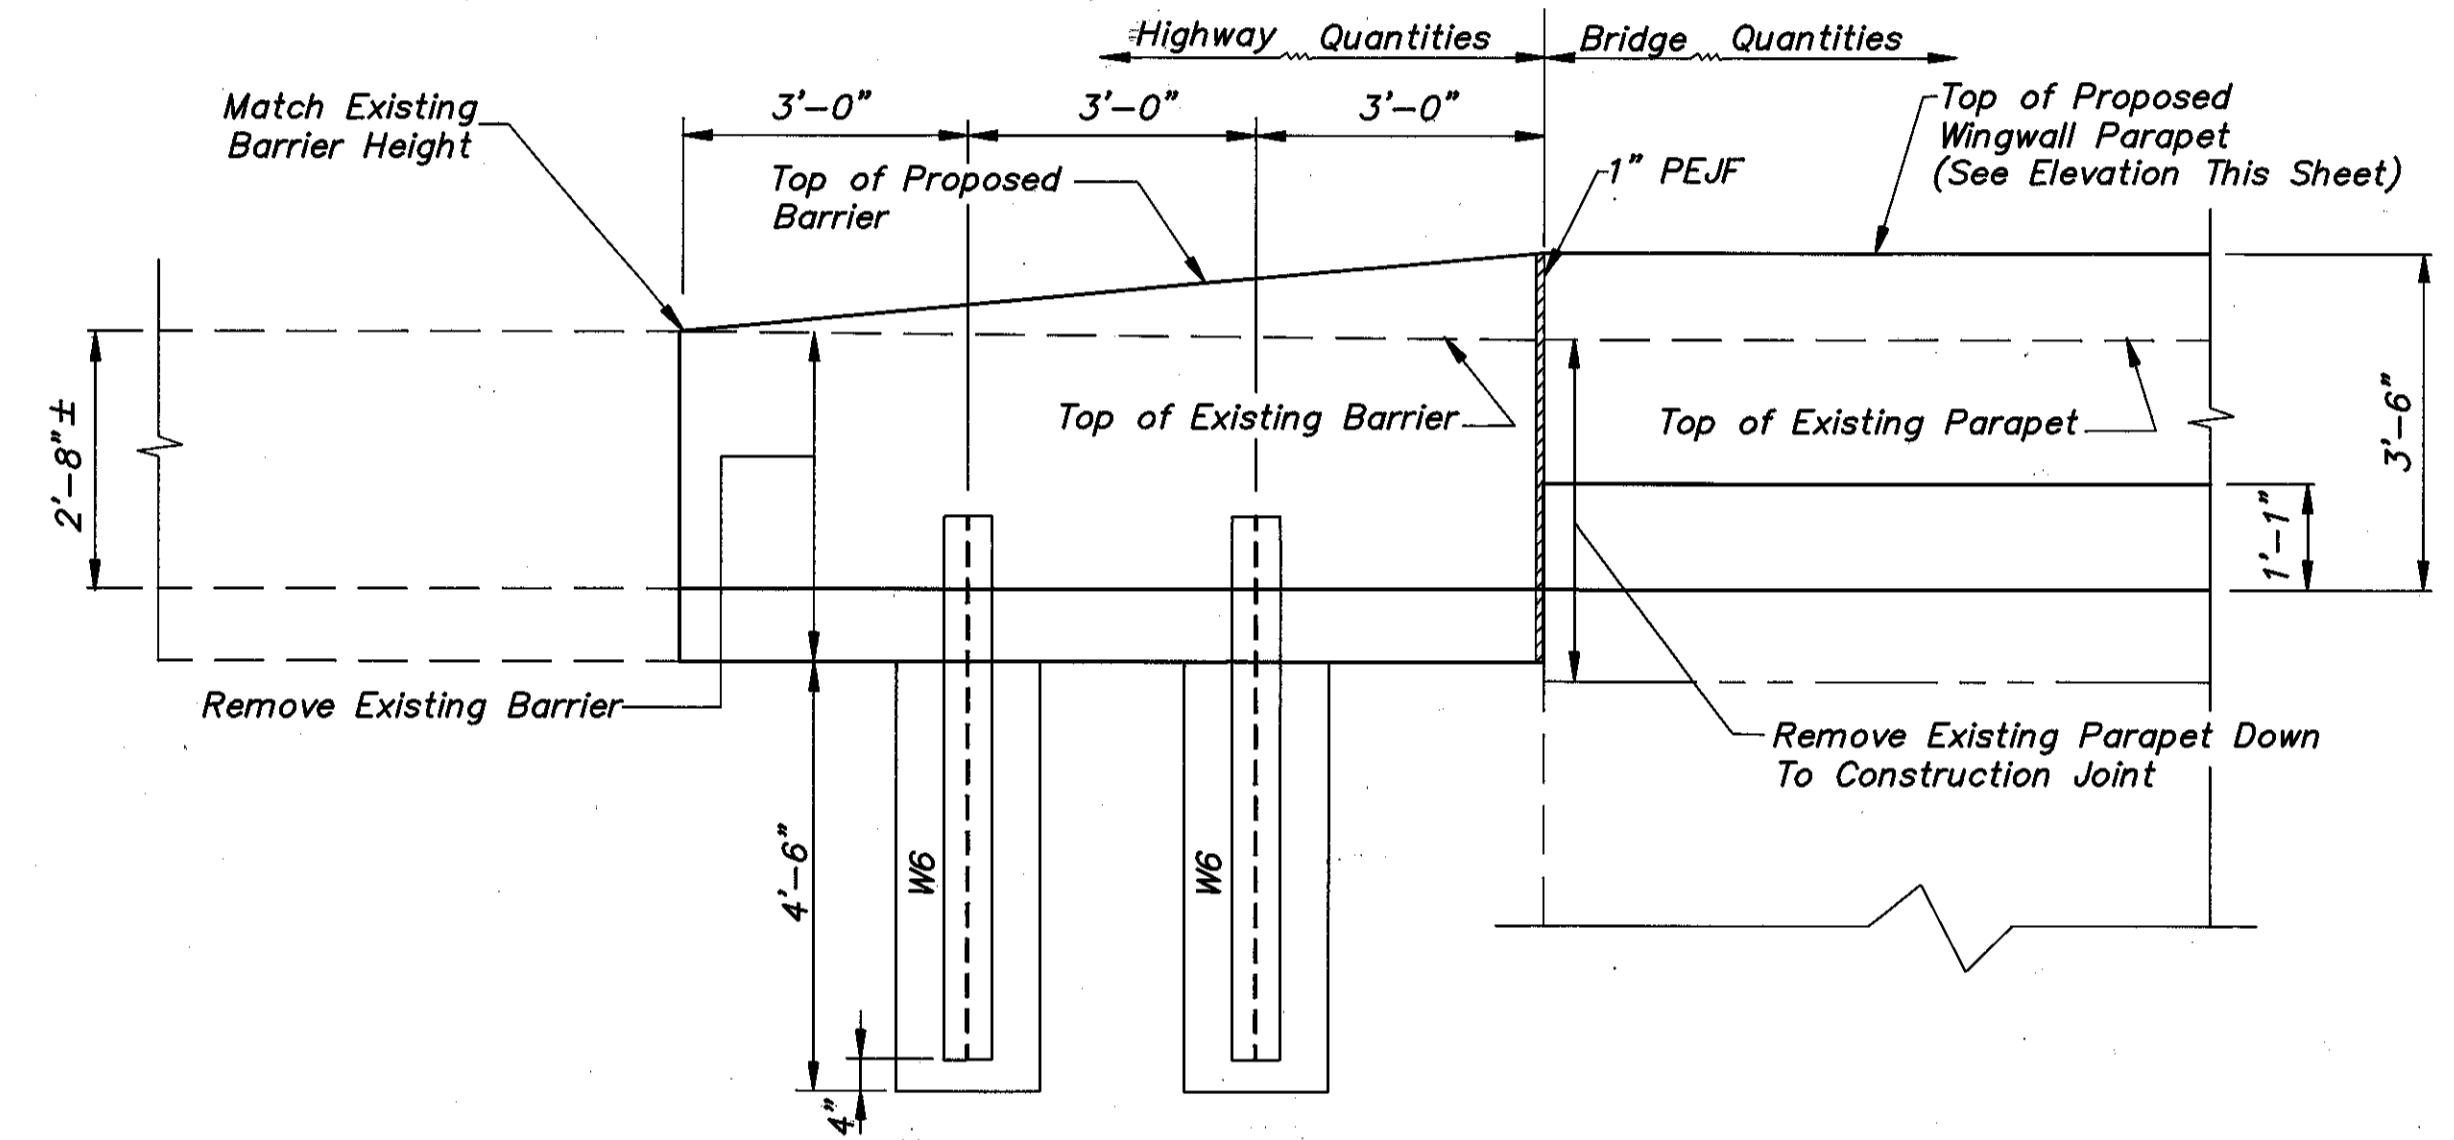 Highway Quantities
Bridge Quantities
Match Existing
Barrier Height
3'-0"
3'-0"
3'-0"
Top of Proposed
Barrier
1" PEJF
Top of Proposed
Wingwall Parapet
(See Elevation This Sheet)
2'-8"±
Top of Existing Barrier
Top of Existing Parapet
3'-6"
1'-1"
Remove Existing Barrier
Remove Existing Parapet Down
To Construction Joint
4'-6"
W6
W6
4"